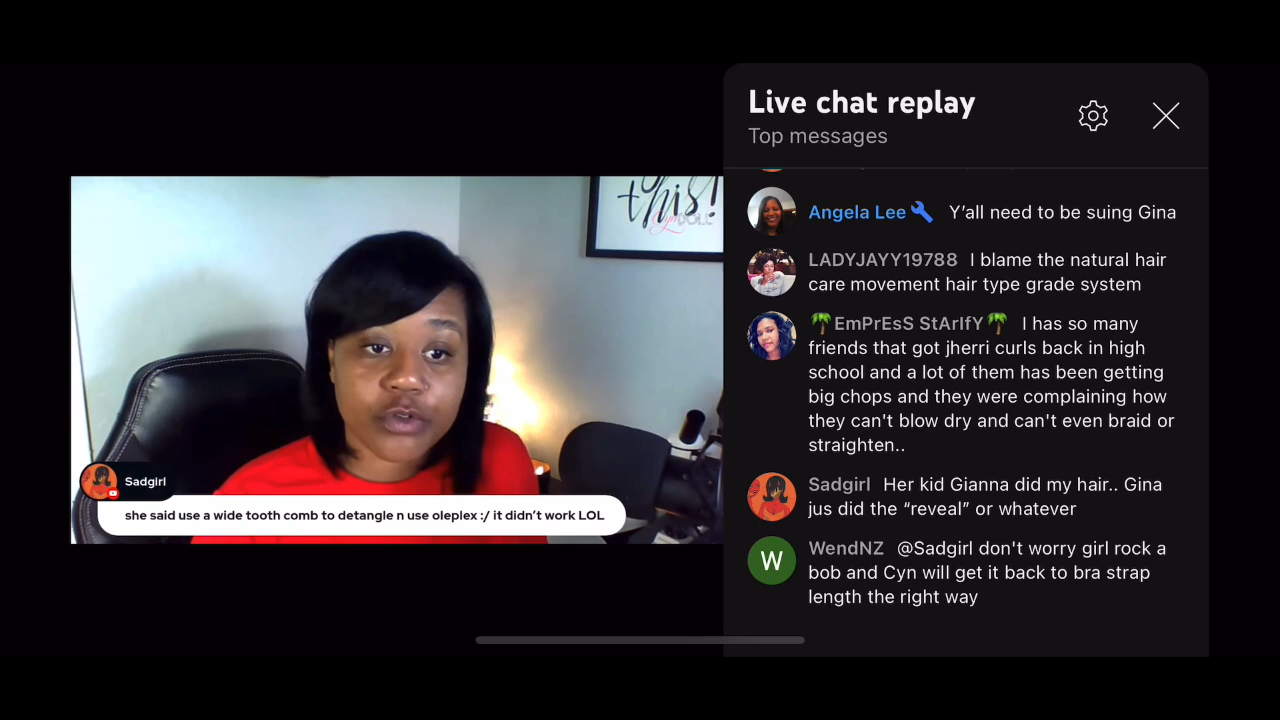 this!
DOLL
Sadgirl
she said use a wide tooth comb to detangle n use oleplex :/ it didn't work LOL
Live chat replay
Top messages
Angela Lee🔧 Y’all need to be suing Gina
LADYJAYY19788 I blame the natural hair
care movement hair type grade system
🌴EmPrEsS StArIfY🌴 I has so many
friends that got jherri curls back in high
school and a lot of them has been getting
big chops and they were complaining how
they can't blow dry and can't even braid or
straighten..
Sadgirl Her kid Gianna did my hair.. Gina
jus did the “reveal” or whatever
W
WendNZ @Sadgirl don't worry girl rock a
bob and Cyn will get it back to bra strap
length the right way